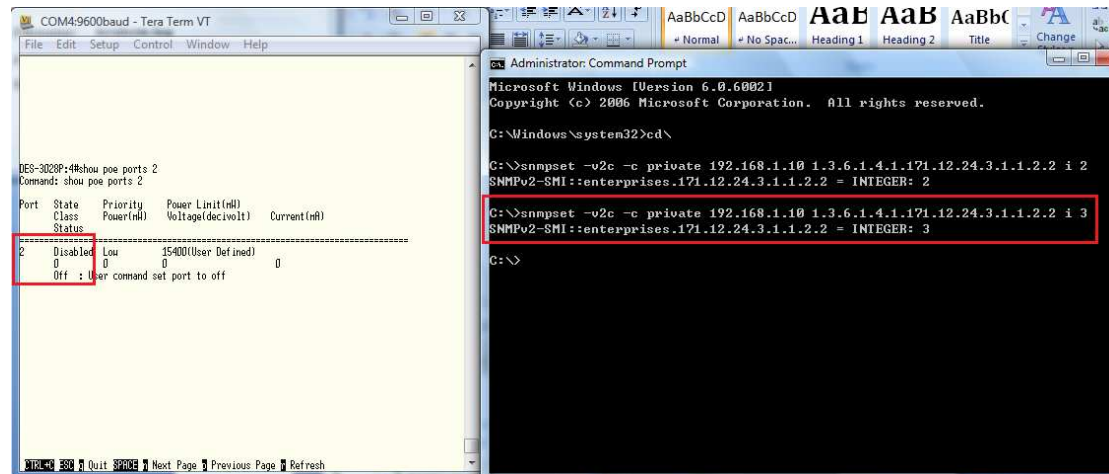 COM4:9600baud - Tera Term VT
File Edit Setup Control Window Help
DES-3028P:4#show poe ports 2
Command: show poe ports 2
Port State Priority Power Limit(mW)
Class Power(mW) Voltage(decivolt) Current(mA)
Status
2 Disabled Low 15400(User Defined)
0 0 0 0
Off : User command set port to off
CTRL+C ESC q Quit SPACE n Next Page p Previous Page r Refresh
AaBbCcD AaBbCcD AaB AaB AaBb(
Normal No Spac... Heading 1 Heading 2 Title Change
Administrator: Command Prompt
Microsoft Windows [Version 6.0.6002]
Copyright (c) 2006 Microsoft Corporation. All rights reserved.
C:\Windows\system32>cd\
C:\>snmpset -v2c -c private 192.168.1.10 1.3.6.1.4.1.171.12.24.3.1.1.2.2 i 2
SNMPv2-SMI::enterprises.171.12.24.3.1.1.2.2 = INTEGER: 2
C:\>snmpset -v2c -c private 192.168.1.10 1.3.6.1.4.1.171.12.24.3.1.1.2.2 i 3
SNMPv2-SMI::enterprises.171.12.24.3.1.1.2.2 = INTEGER: 3
C:\>